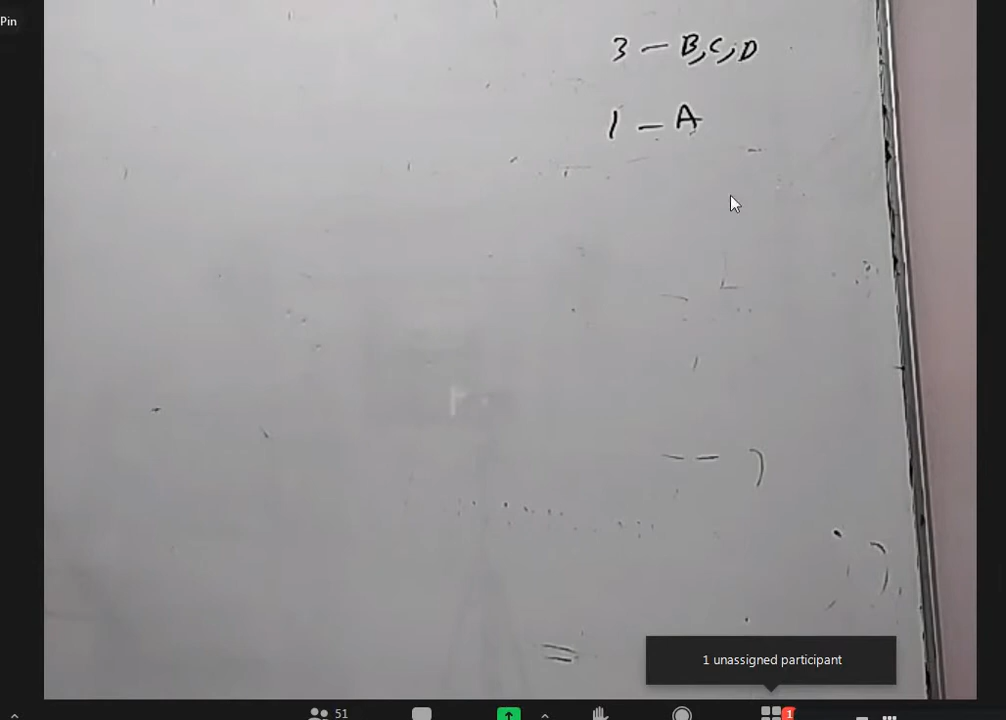 Pin
3 - B, C, D
1 - A
1 unassigned participant
51
1